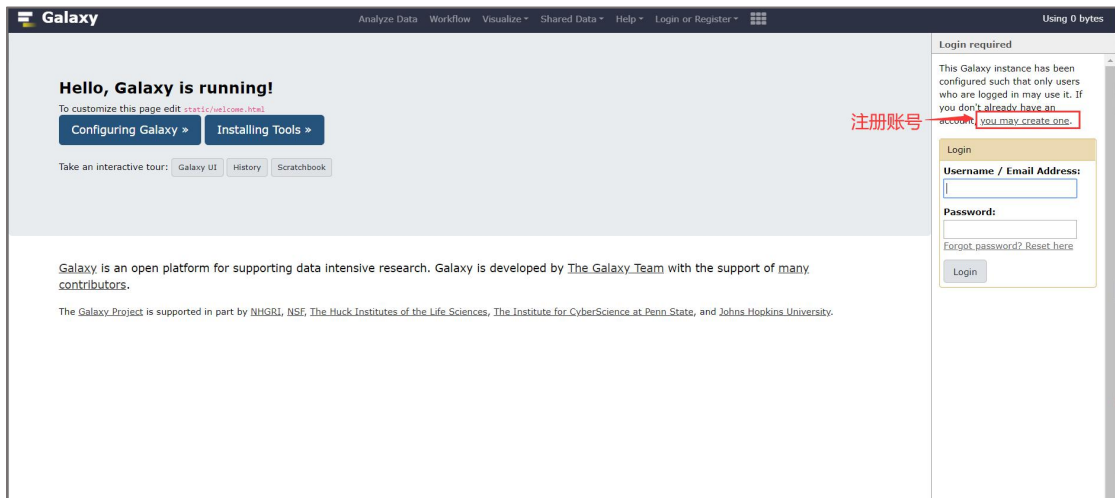 Galaxy
Analyze Data Workflow Visualize Shared Data Help Login or Register
Using 0 bytes
Hello, Galaxy is running!
To customize this page edit static/welcome.html
Configuring Galaxy » Installing Tools »
Take an interactive tour: Galaxy UI History Scratchbook
Galaxy is an open platform for supporting data intensive research. Galaxy is developed by The Galaxy Team with the support of many
contributors.
The Galaxy Project is supported in part by NHGRI, NSF, The Huck Institutes of the Life Sciences, The Institute for CyberScience at Penn State, and Johns Hopkins University.
Login required
This Galaxy instance has been
configured such that only users
who are logged in may use it. If
you don't already have an
account, you may create one.
注册账号
Login
Username / Email Address:
Password:
Forgot password? Reset here
Login